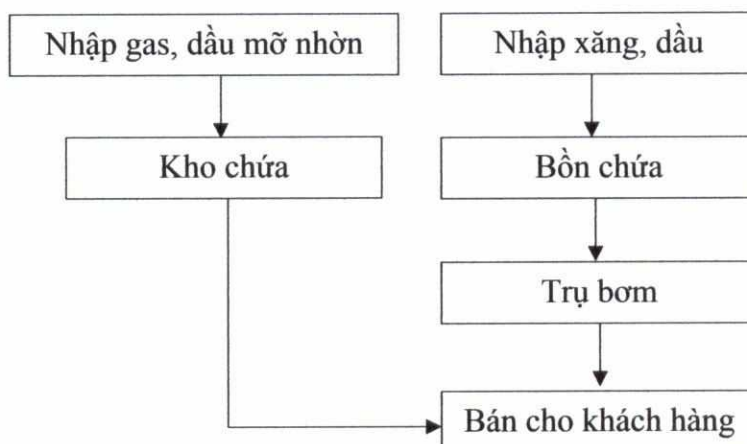 Nhập gas, dầu mỡ nhờn
Nhập xăng, dầu
Kho chứa
Bồn chứa
Trụ bơm
Bán cho khách hàng